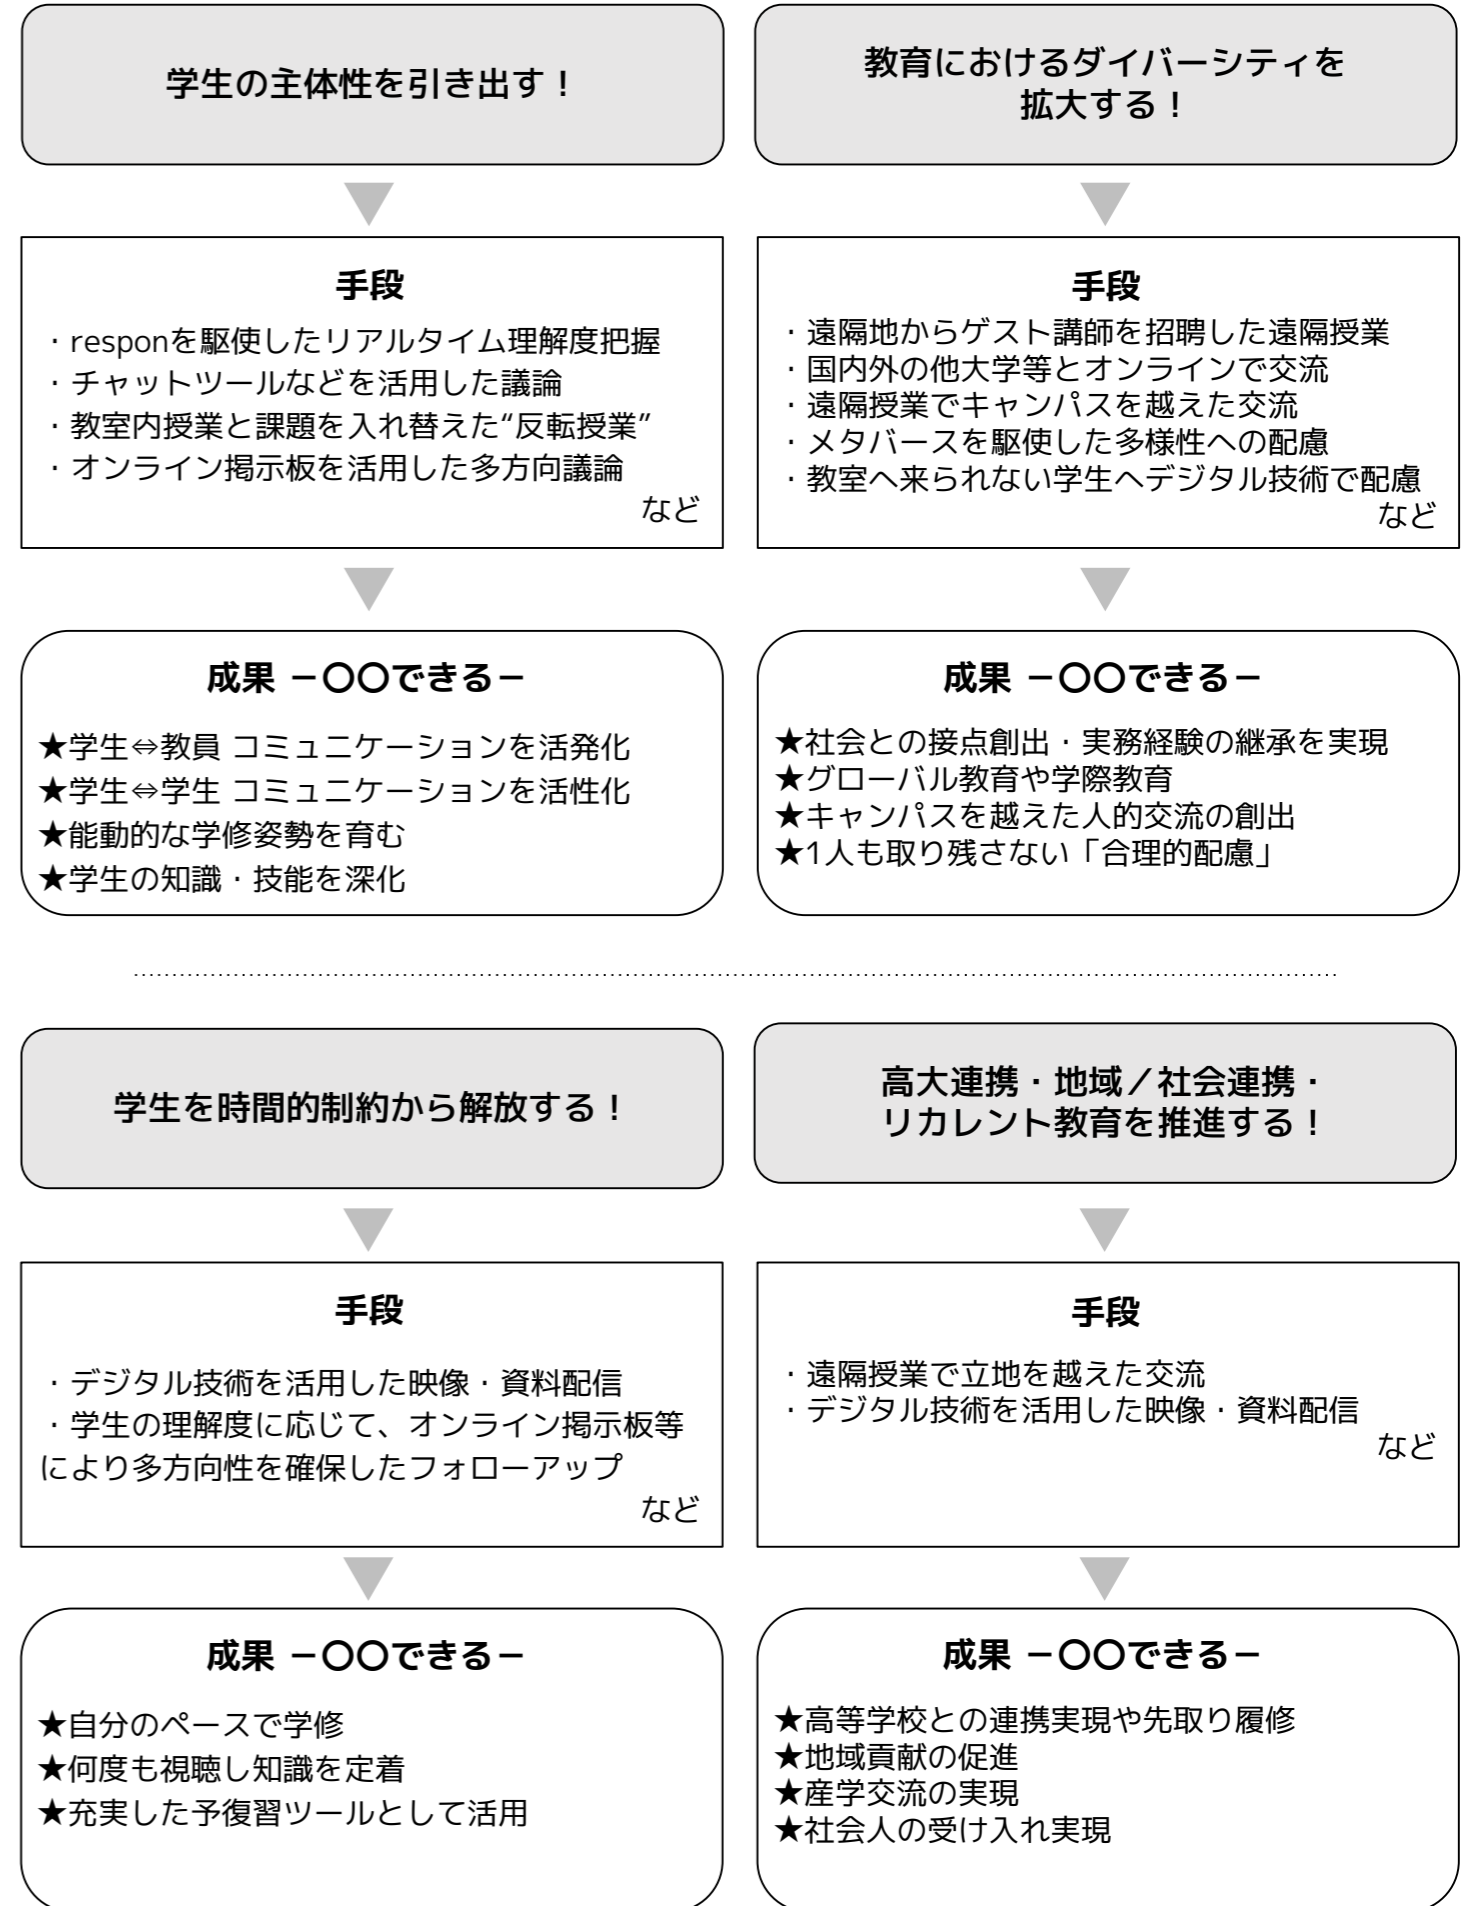 学生の主体性を引き出す！
手段
・responを駆使したリアルタイム理解度把握
・チャットツールなどを活用した議論
・教室内授業と課題を入れ替えた“反転授業”
・オンライン掲示板を活用した多方向議論
など
成果 －〇〇できる－
★学生⇔教員 コミュニケーションを活発化
★学生⇔学生 コミュニケーションを活性化
★能動的な学修姿勢を育む
★学生の知識・技能を深化
教育におけるダイバーシティを
拡大する！
手段
・遠隔地からゲスト講師を招聘した遠隔授業
・国内外の他大学等とオンラインで交流
・遠隔授業でキャンパスを越えた交流
・メタバースを駆使した多様性への配慮
・教室へ来られない学生へデジタル技術で配慮
など
成果 －〇〇できる－
★社会との接点創出・実務経験の継承を実現
★グローバル教育や学際教育
★キャンパスを越えた人的交流の創出
★1人も取り残さない「合理的配慮」
学生を時間的制約から解放する！
手段
・デジタル技術を活用した映像・資料配信
・学生の理解度に応じて、オンライン掲示板等
により多方向性を確保したフォローアップ
など
成果 －〇〇できる－
★自分のペースで学修
★何度も視聴し知識を定着
★充実した予復習ツールとして活用
高大連携・地域／社会連携・
リカレント教育を推進する！
手段
・遠隔授業で立地を越えた交流
・デジタル技術を活用した映像・資料配信
など
成果 －〇〇できる－
★高等学校との連携実現や先取り履修
★地域貢献の促進
★産学交流の実現
★社会人の受け入れ実現